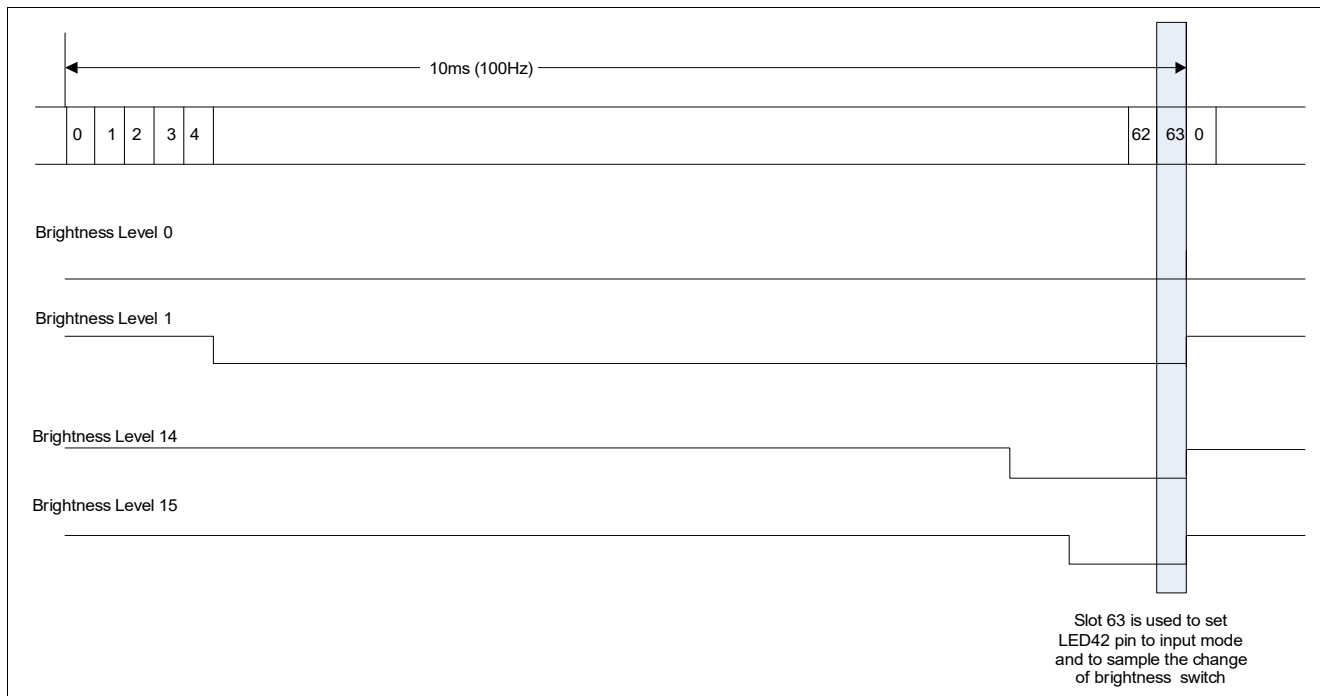 10ms (100Hz)
0 1 2 3 4 62 63 0
Brightness Level 0
Brightness Level 1
Brightness Level 14
Brightness Level 15
Slot 63 is used to set
LED42 pin to input mode
and to sample the change
of brightness switch